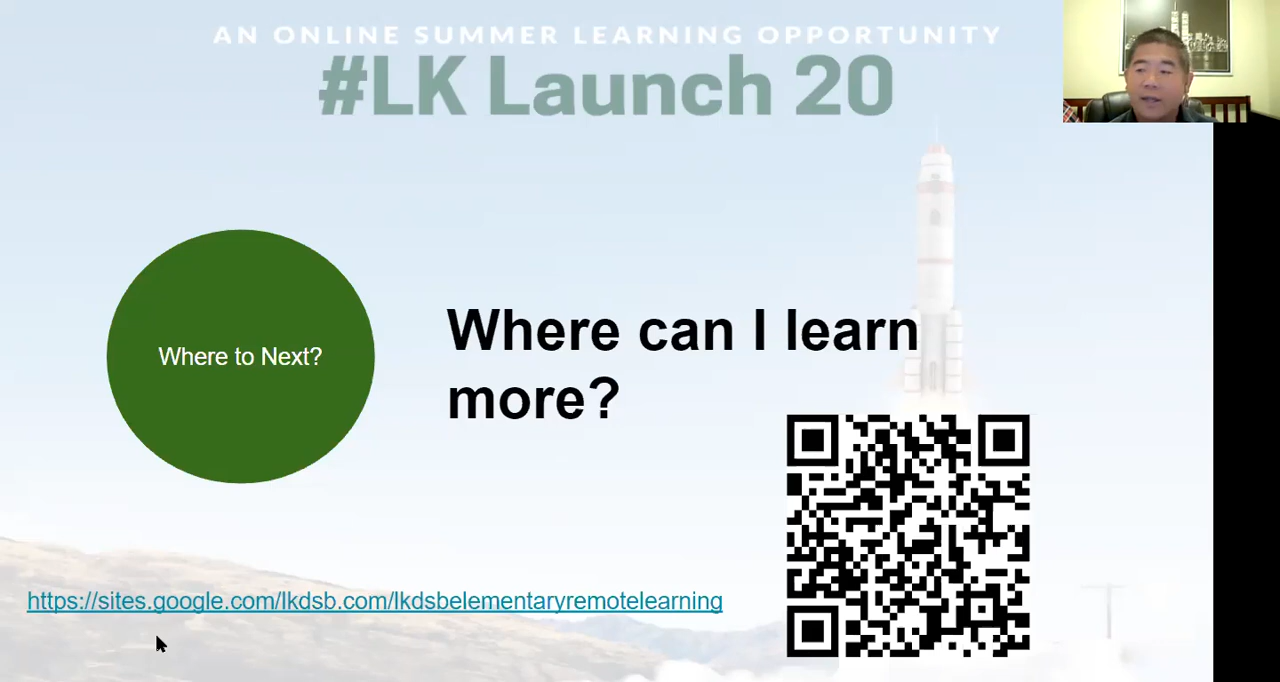 AN ONLINE SUMMER LEARNING OPPORTUNITY
#LK Launch 20
Where to Next?
Where can I learn
more?
https://sites.google.com/lkdsb.com/lkdsbelementaryremotelearning